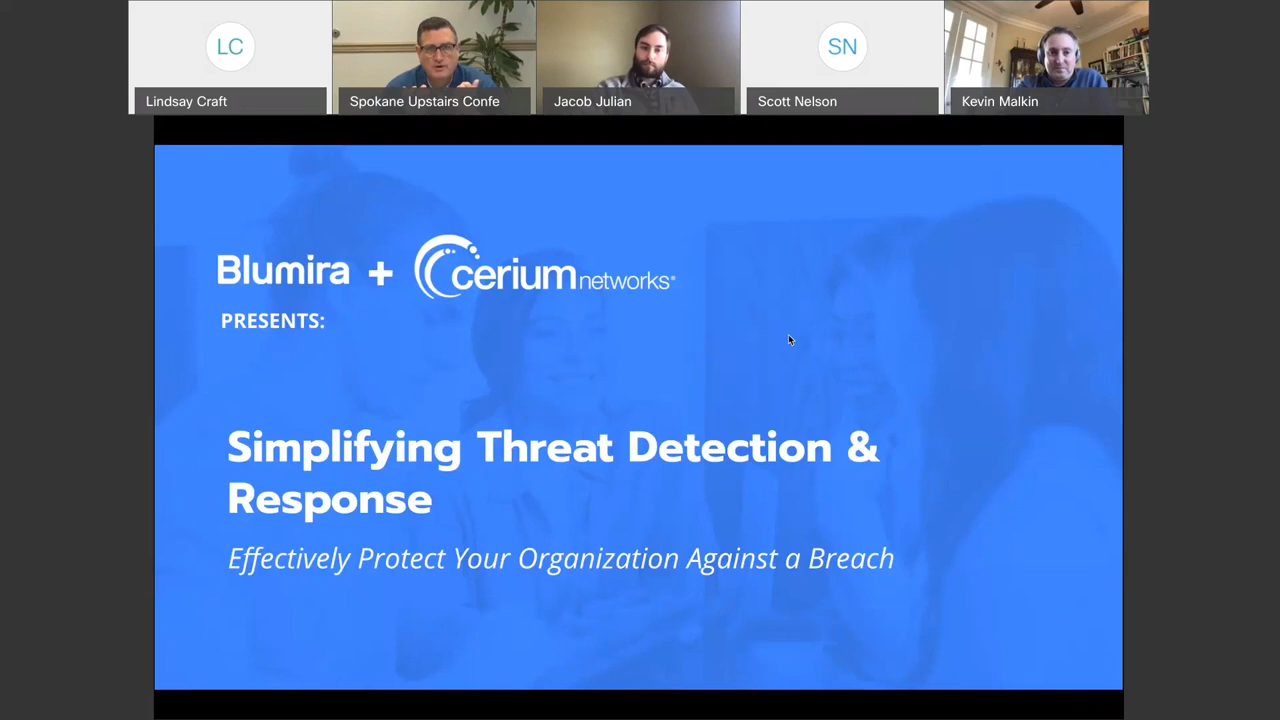 LC
SN
Lindsay Craft
Spokane Upstairs Confe
Jacob Julian
Scott Nelson
Kevin Malkin
Blumira + cerium networks®
PRESENTS:
Simplifying Threat Detection &
Response
Effectively Protect Your Organization Against a Breach